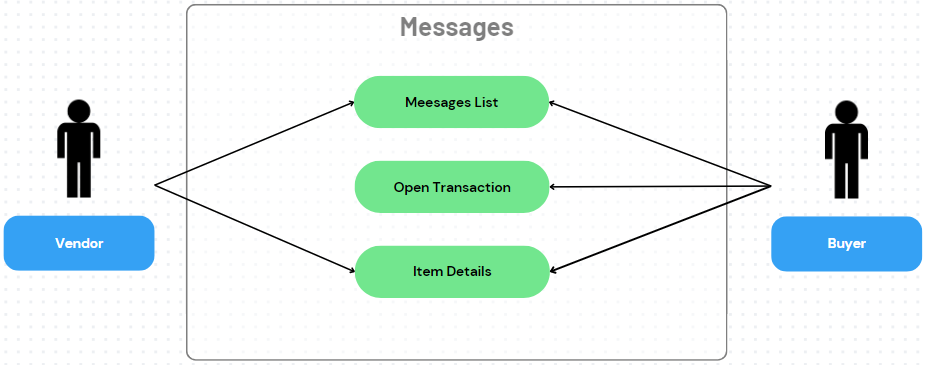 Messages
Meesages List
Open Transaction
Vendor
Buyer
Item Details